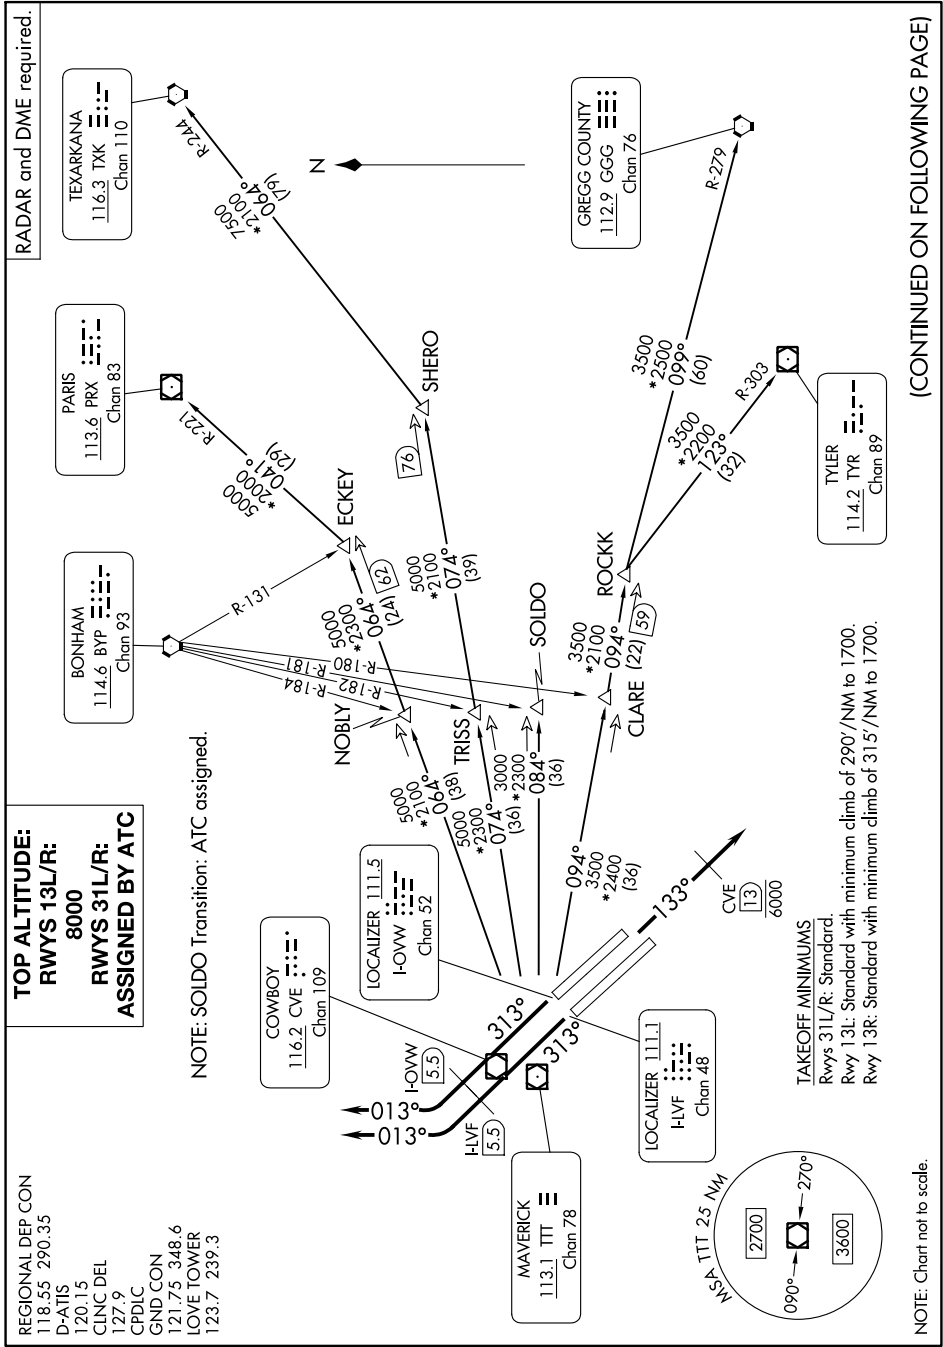 RADAR and DME required.
TOP ALTITUDE:
RWYS 13L/R:
8000
RWYS 31L/R:
ASSIGNED BY ATC
REGIONAL DEP CON
118.55 290.35
D-ATIS
120.15
CLNC DEL
127.9
CPDLC
GND CON
121.75 348.6
LOVE TOWER
123.7 239.3
NOTE: SOLDO Transition: ATC assigned.
BONHAM
114.6 BYP
Chan 93
PARIS
113.6 PRX
Chan 83
TEXARKANA
116.3 TXK
Chan 110
R-244
7500
*2100
064°
(79)
R-221
5000
*2000
041°
(29)
N
R-131
R-180
R-181
R-182
R-184
ECKEY
62
5000
*2300
064°
(24)
NOBLY
SHERO
76
5000
*2100
074°
(39)
TRISS
SOLDO
5000
*2100
064°
(38)
5000
*2300
074°
(36)
3000
*2300
084°
(36)
COWBOY
116.2 CVE
Chan 109
LOCALIZER 111.5
I-OVW
Chan 52
GREGG COUNTY
112.9 GGG
Chan 76
R-279
3500
*2500
099°
(60)
ROCKK
3500
*2100
094°
(22)
59
CLARE
R-303
3500
*2200
123°
(32)
TYLER
114.2 TYR
Chan 89
094°
3500
*2400
(36)
313°
313°
I-OVW
5.5
I-LVF
5.5
013°
013°
133°
CVE
13
6000
MAVERICK
113.1 TTT
Chan 78
LOCALIZER 111.1
I-LVF
Chan 48
MSA TTT 25 NM
2700
090°
270°
3600
TAKEOFF MINIMUMS
Rwys 31L/R: Standard.
Rwy 13L: Standard with minimum climb of 290'/NM to 1700.
Rwy 13R: Standard with minimum climb of 315'/NM to 1700.
NOTE: Chart not to scale.
(CONTINUED ON FOLLOWING PAGE)